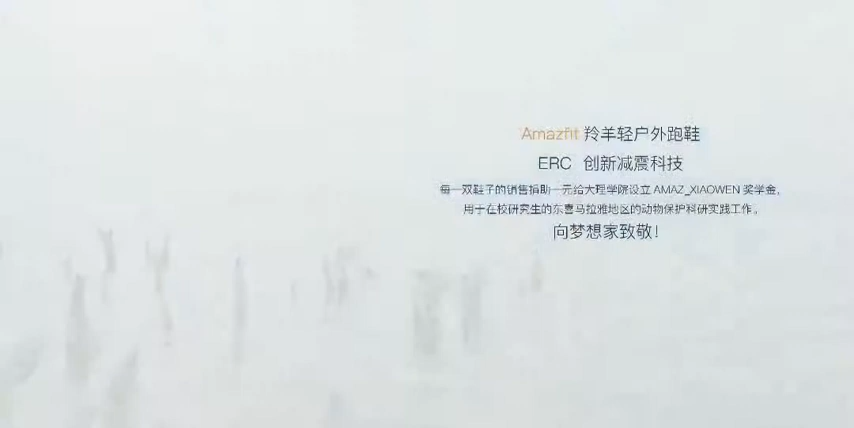 Amazfit 羚羊轻户外跑鞋
ERC 创新减震科技
每一双鞋子的销售捐助一元给大理学院设立 AMAZ_XIAOWEN 奖学金,
用于在校研究生的东喜马拉雅地区的动物保护科研实践工作。
向梦想家致敬!